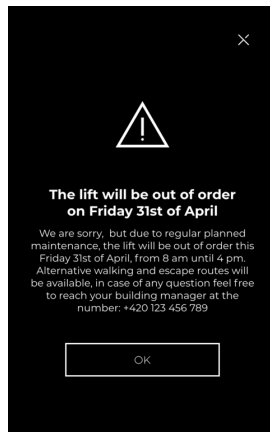 The lift will be out of order
on Friday 31st of April
We are sorry,  but due to regular planned
maintenance, the lift will be out of order this
Friday 31st of April, from 8 am until 4 pm.
Alternative walking and escape routes will
be available, in case of any question feel free
to reach your building manager at the
number: +420 123 456 789
OK